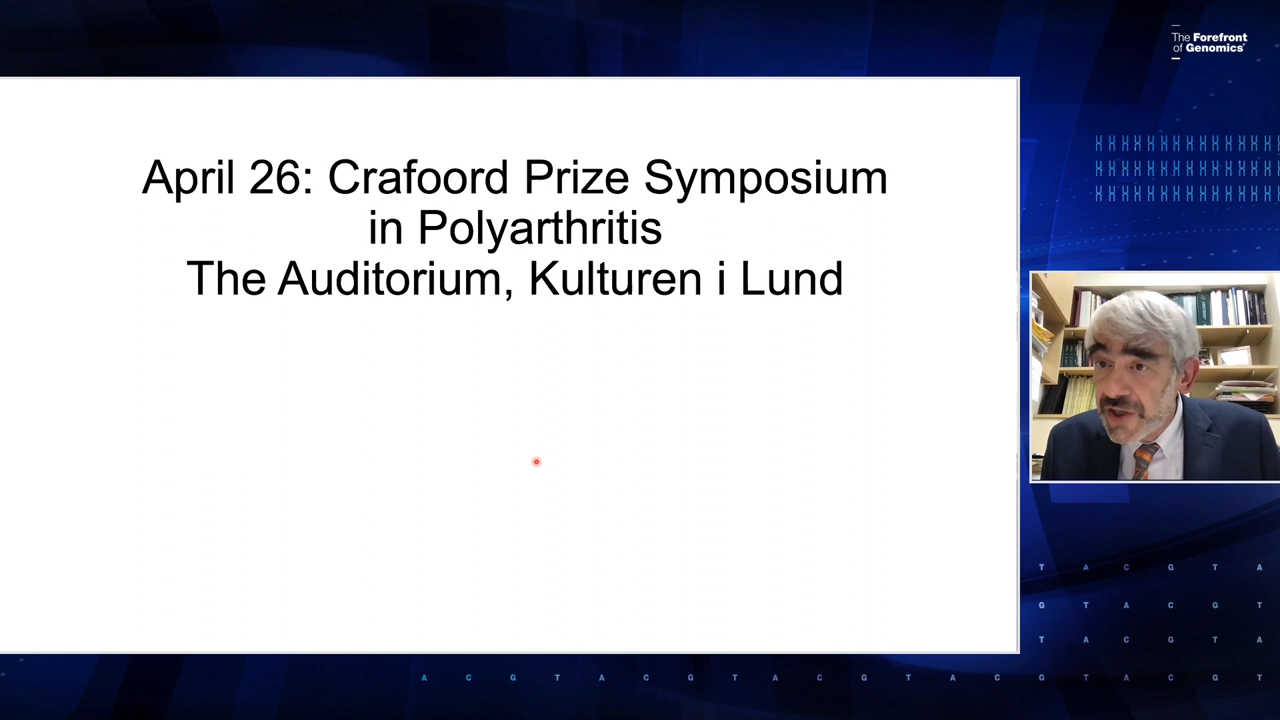 The Forefront
of Genomics®
April 26: Crafoord Prize Symposium
in Polyarthritis
The Auditorium, Kulturen i Lund
T A C G T A
G T A C G T
T A C G T A
A C G T A C G T A C G T A C G T A C G T